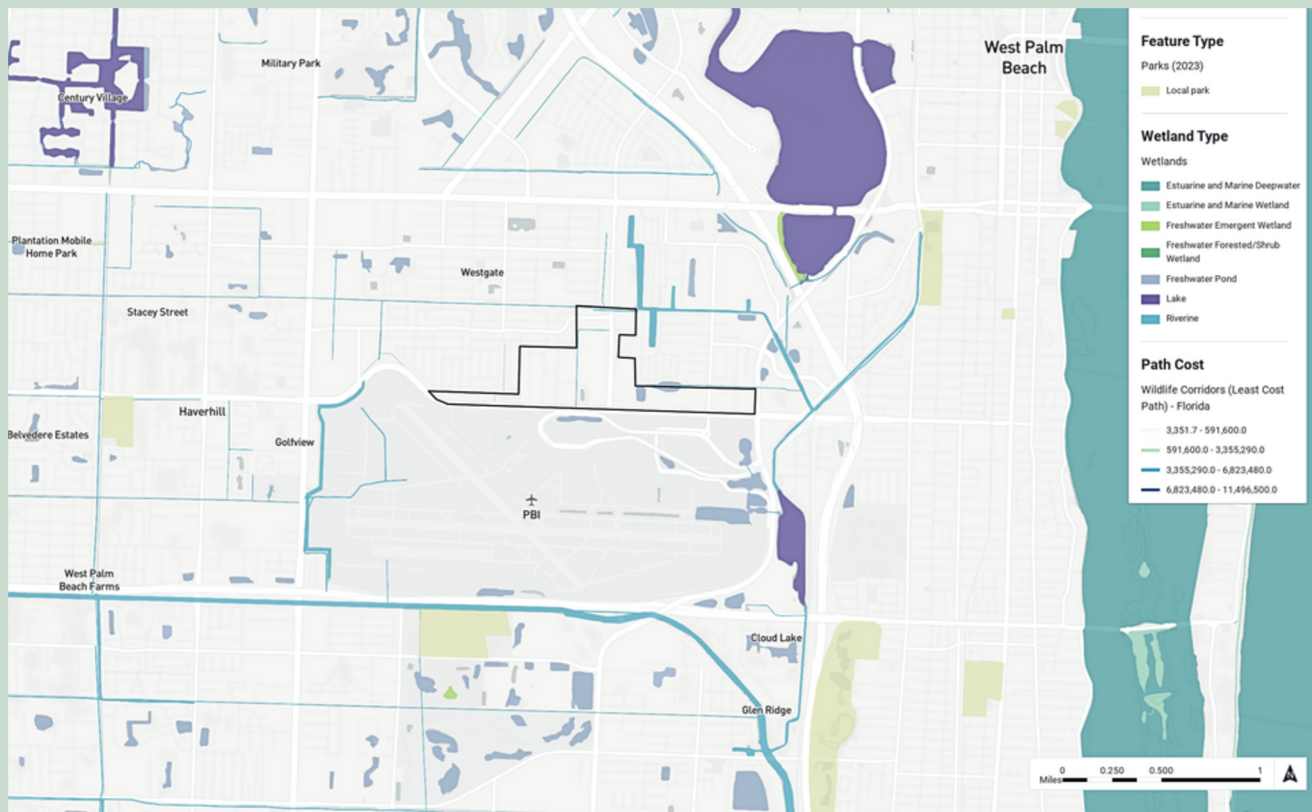 Military Park
Century Village
West Palm
Beach
Plantation Mobile
Home Park
Westgate
Stacey Street
Haverhill
Belvedere Estates
Golfview
PBI
West Palm
Beach Farms
Cloud Lake
Glen Ridge
Feature Type
Parks (2023)
Local park
Wetland Type
Wetlands
Estuarine and Marine Deepwater
Estuarine and Marine Wetland
Freshwater Emergent Wetland
Freshwater Forested/Shrub
Wetland
Freshwater Pond
Lake
Riverine
Path Cost
Wildlife Corridors (Least Cost
Path) - Florida
3,351.7 - 591,600.0
591,600.0 - 3,355,290.0
3,355,290.0 - 6,823,480.0
6,823,480.0 - 11,496,500.0
0 0.250 0.500 1
Miles
N